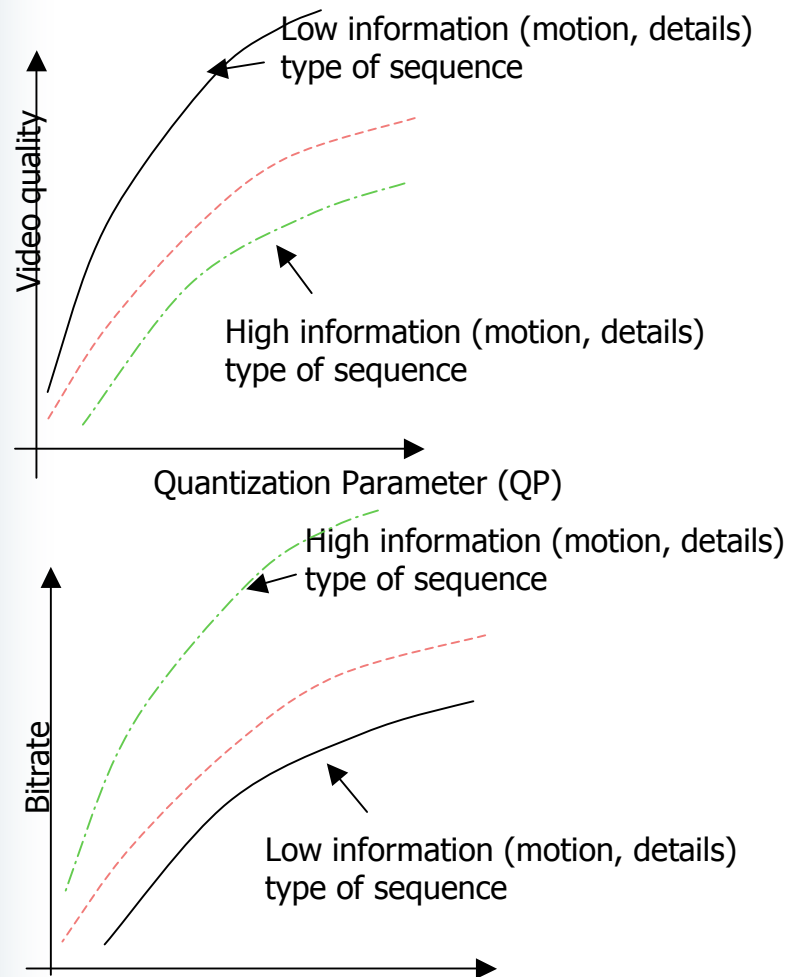 Low information (motion, details)
type of sequence
Video quality
High information (motion, details)
type of sequence
Quantization Parameter (QP)
High information (motion, details)
type of sequence
Bitrate
Low information (motion, details)
type of sequence